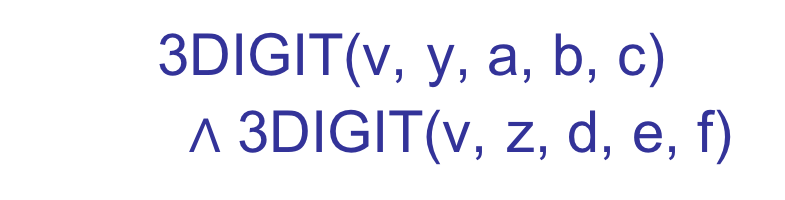 3DIGIT(v, y, a, b, c)
∧ 3DIGIT(v, z, d, e, f)